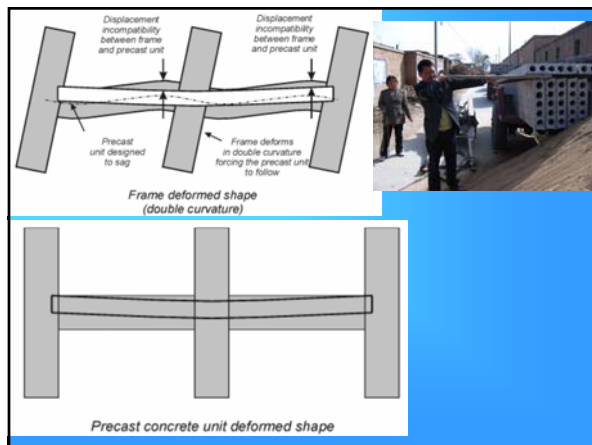 Displacement
incompatibility
between frame
and precast unit
Displacement
incompatibility
between frame
and precast unit
Precast
unit designed
to sag
Frame deforms
in double curvature
forcing the precast unit
to follow
Frame deformed shape
(double curvature)
Precast concrete unit deformed shape